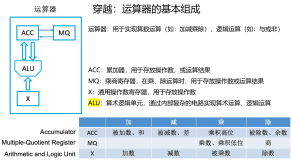 运算器
穿越：运算器的基本组成
运算器：用于实现算数运算（如：加减乘除）、逻辑运算（如：与或非）
ACC
MQ
ALU
X
ACC：累加器，用于存放操作数，或运算结果
MQ：乘商寄存器，在乘、除运算时，用于存放操作数或运算结果
X：通用操作数寄存器，用于存放操作数
ALU：算术逻辑单元，通过内部复杂的电路实现算数运算、逻辑运算
加 减 乘 除
Accumulator ACC 被加数、和 被减数、差 乘积高位 被除数、余数
Multiple-Quotient Register MQ 乘数、乘积低位 商
Arithmetic and Logic Unit X 加数 减数 被乘数 除数